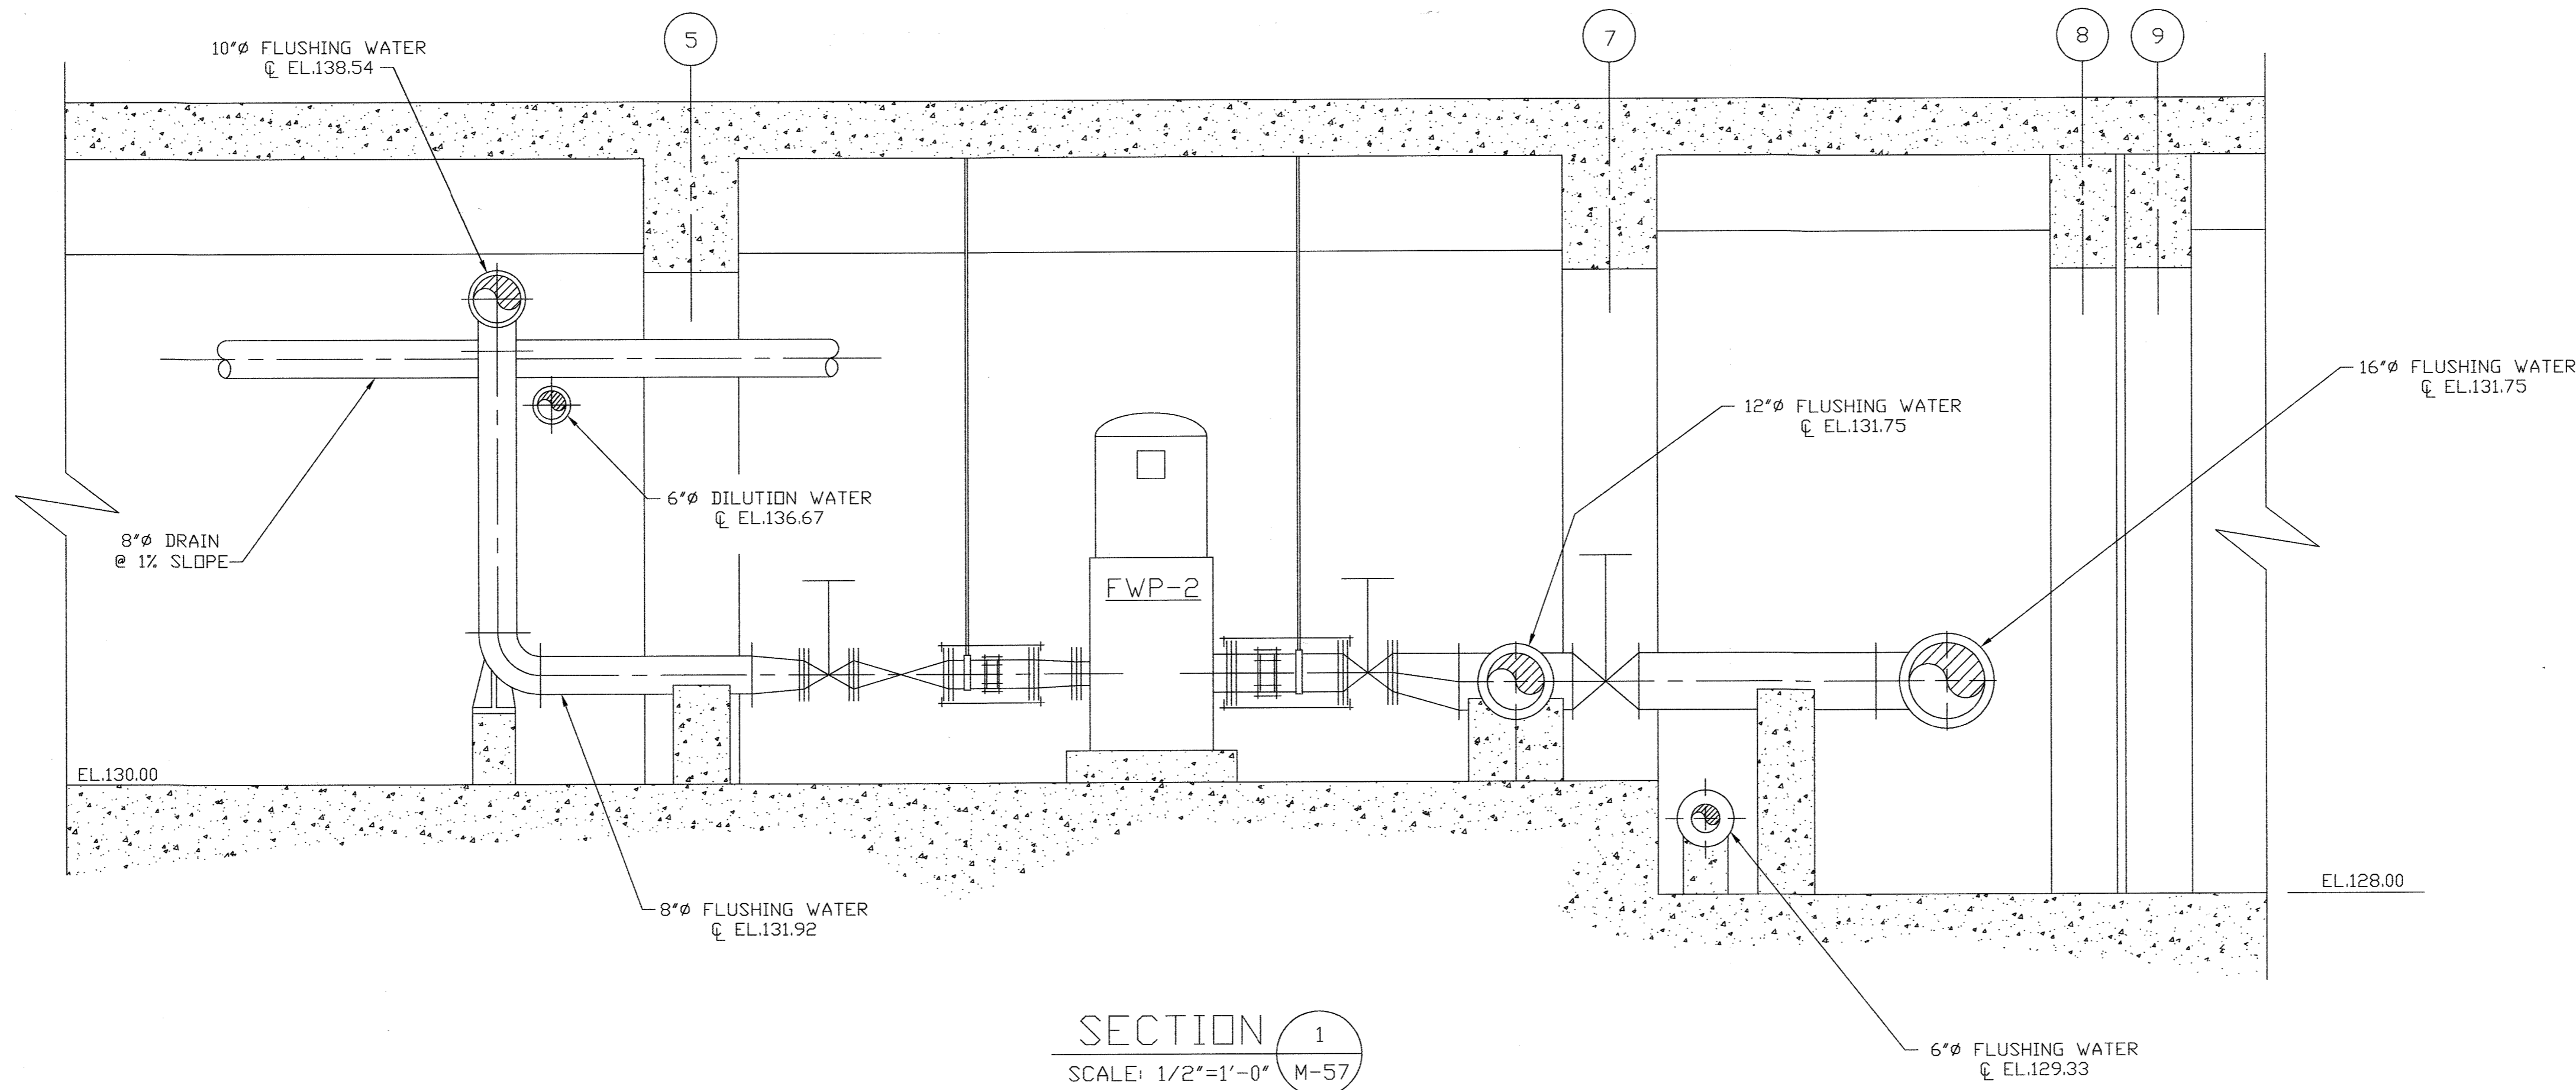 5
7
8
9
10"Ø FLUSHING WATER
℄ EL.138.54
16"Ø FLUSHING WATER
℄ EL.131.75
12"Ø FLUSHING WATER
℄ EL.131.75
6"Ø DILUTION WATER
℄ EL.136.67
8"Ø DRAIN
@ 1% SLOPE
FWP-2
EL.130.00
EL.128.00
8"Ø FLUSHING WATER
℄ EL.131.92
6"Ø FLUSHING WATER
℄ EL.129.33
SECTION
1
SCALE: 1/2"=1'-0"
M-57